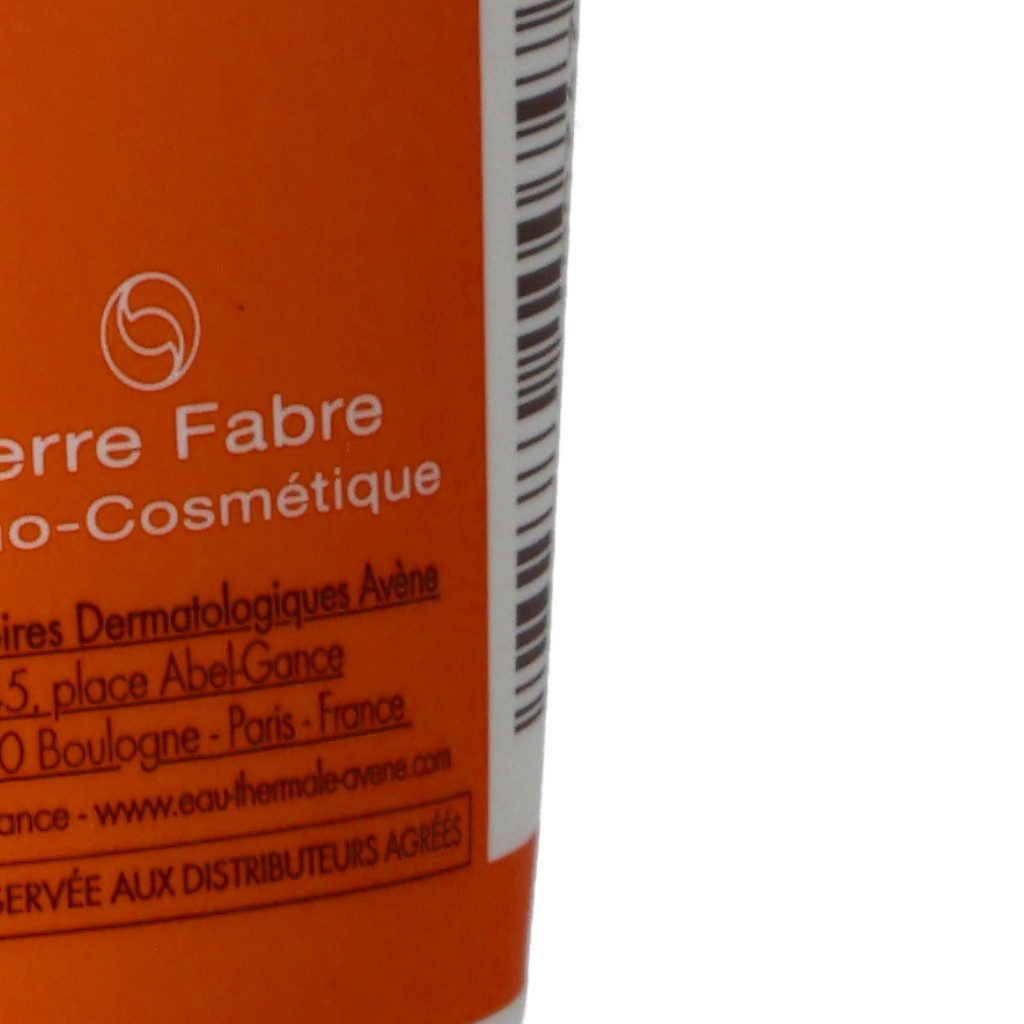 erre Fabre
o-Cosmétique
ires Dermatologiques Avène
5, place Abel-Gance
0 Boulogne - Paris - France
ance - www.eau-thermale-avene.com
SERVÉE AUX DISTRIBUTEURS AGRÉÉS